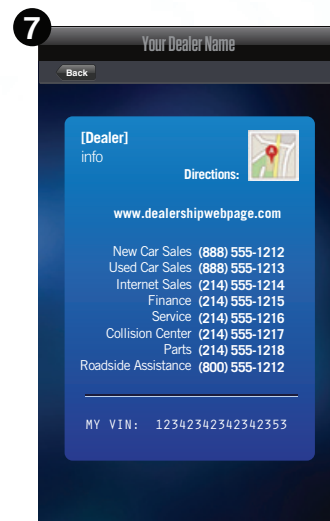 7
Your Dealer Name
Back
[Dealer]
info
Directions:
A
www.dealershipwebpage.com
New Car Sales (888) 555-1212
Used Car Sales (888) 555-1213
Internet Sales (214) 555-1214
Finance (214) 555-1215
Service (214) 555-1216
Collision Center (214) 555-1217
Parts (214) 555-1218
Roadside Assistance (800) 555-1212
MY VIN: 12342342342342353